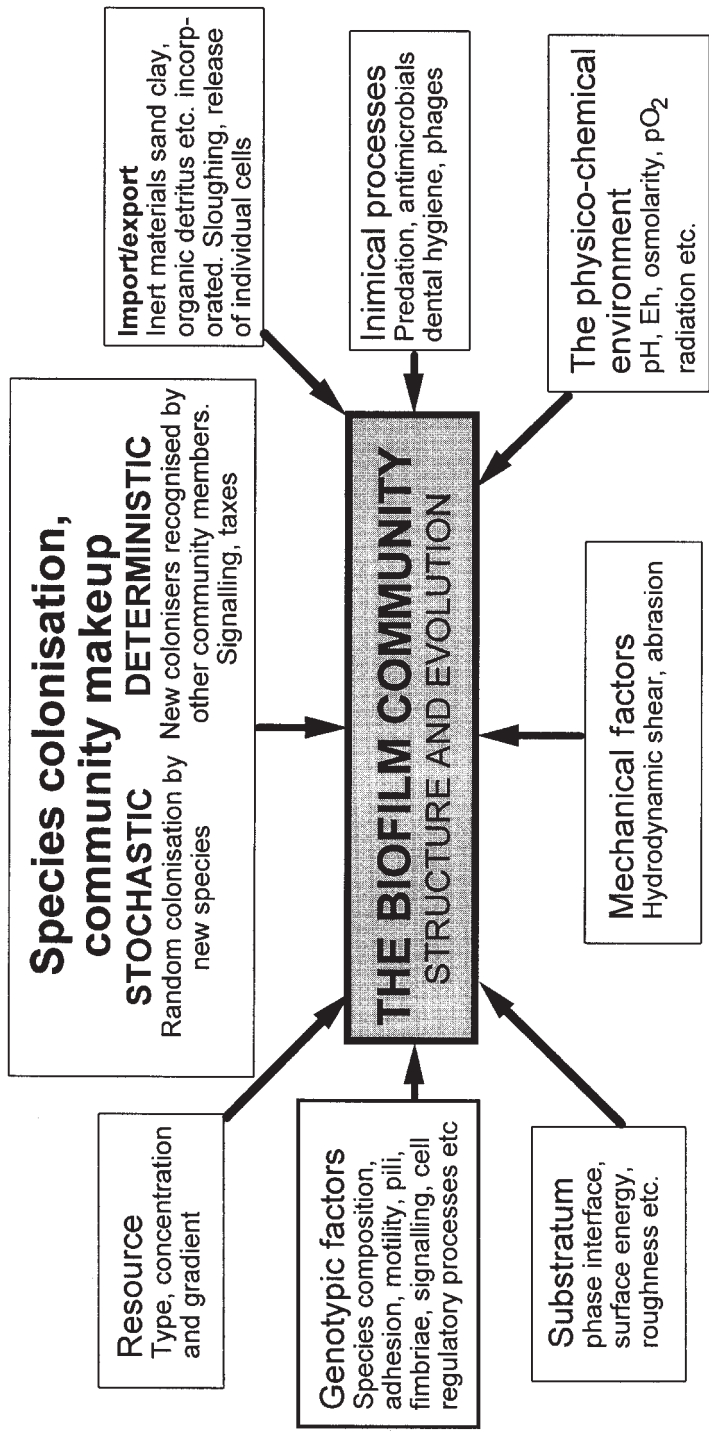 Resource
Type, concentration
and gradient
Species colonisation,
community makeup
STOCHASTIC
Random colonisation by
new species
DETERMINISTIC
New colonisers recognised by
other community members.
Signalling, taxes
Import/export
Inert materials sand clay,
organic detritus etc. incorp-
orated. Sloughing, release
of individual cells
Genotypic factors
Species composition,
adhesion, motility, pili,
fimbriae, signalling, cell
regulatory processes etc
THE BIOFILM COMMUNITY
STRUCTURE AND EVOLUTION
Inimical processes
Predation, antimicrobials
dental hygiene, phages
Substratum
phase interface,
surface energy,
roughness etc.
Mechanical factors
Hydrodynamic shear, abrasion
The physico-chemical
environment
pH, Eh, osmolarity, pO₂
radiation etc.